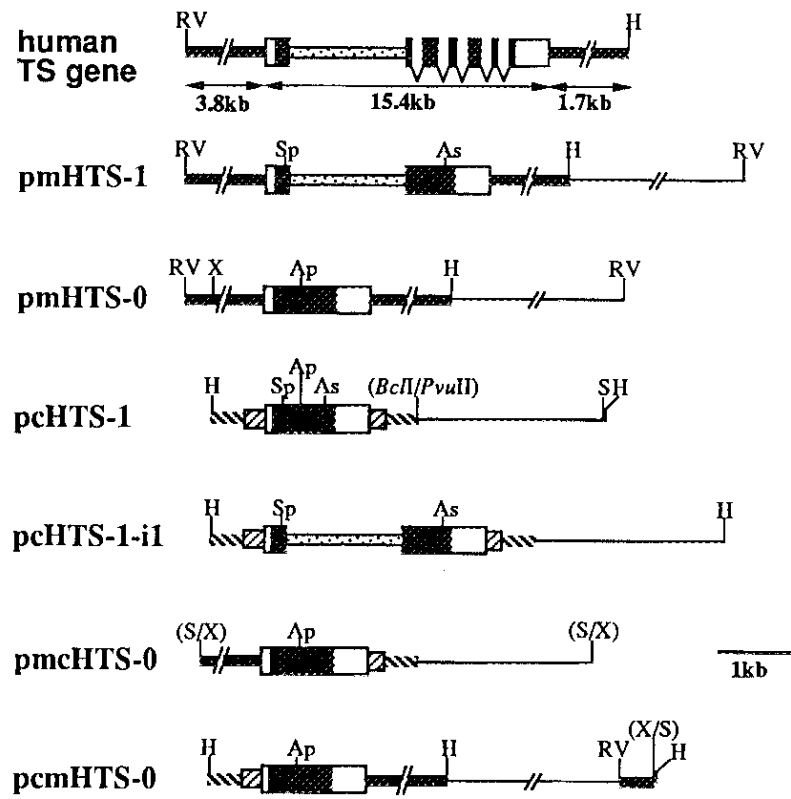 RV H
human
TS gene
3.8kb 15.4kb 1.7kb
RV Sp As H RV
pmHTS-1
RV X Ap H RV
pmHTS-0
H Sp Ap As (BclI/PvuII) SH
pcHTS-1
H Sp As H
pcHTS-1-i1
(S/X) Ap (S/X)
pmcHTS-0
1kb
H Ap H RV (X/S) H
pcmHTS-0